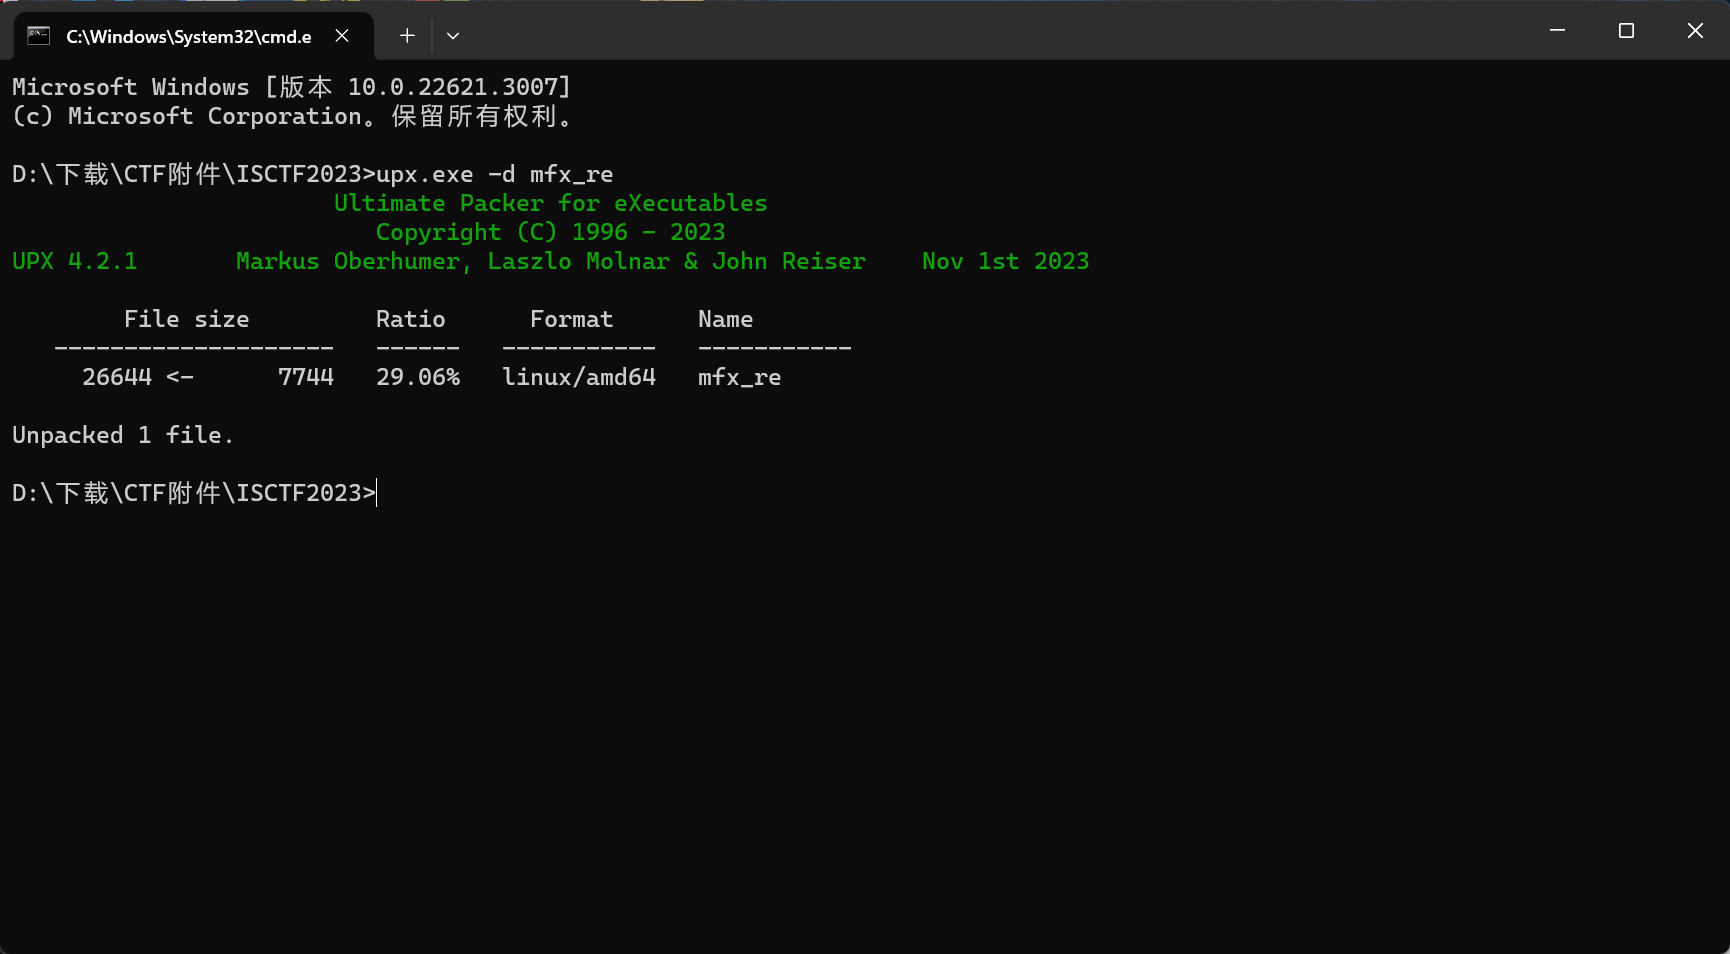 C:\Windows\System32\cmd.e
Microsoft Windows [版本 10.0.22621.3007]
(c) Microsoft Corporation。保留所有权利。
D:\下载\CTF附件\ISCTF2023>upx.exe -d mfx_re
Ultimate Packer for eXecutables
Copyright (C) 1996 - 2023
UPX 4.2.1 Markus Oberhumer, Laszlo Molnar & John Reiser Nov 1st 2023
File size Ratio Format Name
-------------------- ------ ----------- -----------
26644 <- 7744 29.06% linux/amd64 mfx_re
Unpacked 1 file.
D:\下载\CTF附件\ISCTF2023>